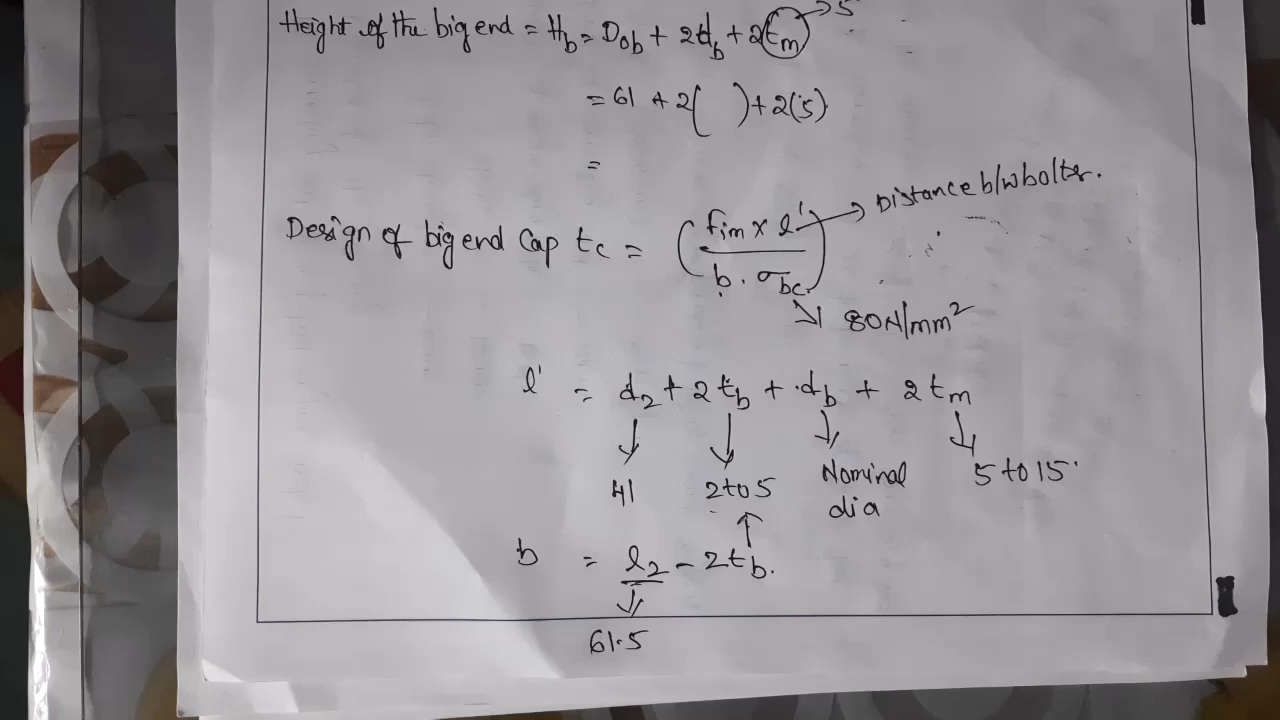 Height of the big end = Hb = Dob + 2db + 2tm → 5
= 61 + 2( ) + 2(5)
=
Design of big end Cap tc = (fim x l' / b . σbc) → Distance b/w bolts.
↘ 80N/mm²
l' = d2 + 2tb + db + 2tm
↓ ↓ ↓ ↓
41 2 to 5 Nominal dia 5 to 15
b = l2 - 2tb.
↓
61.5